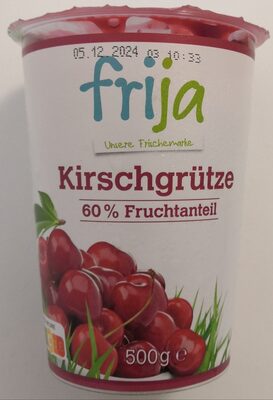 05.12.2024 03 10:33
frija
Unsere Frischemarke
Kirschgrütze
60% Fruchtanteil
500g e